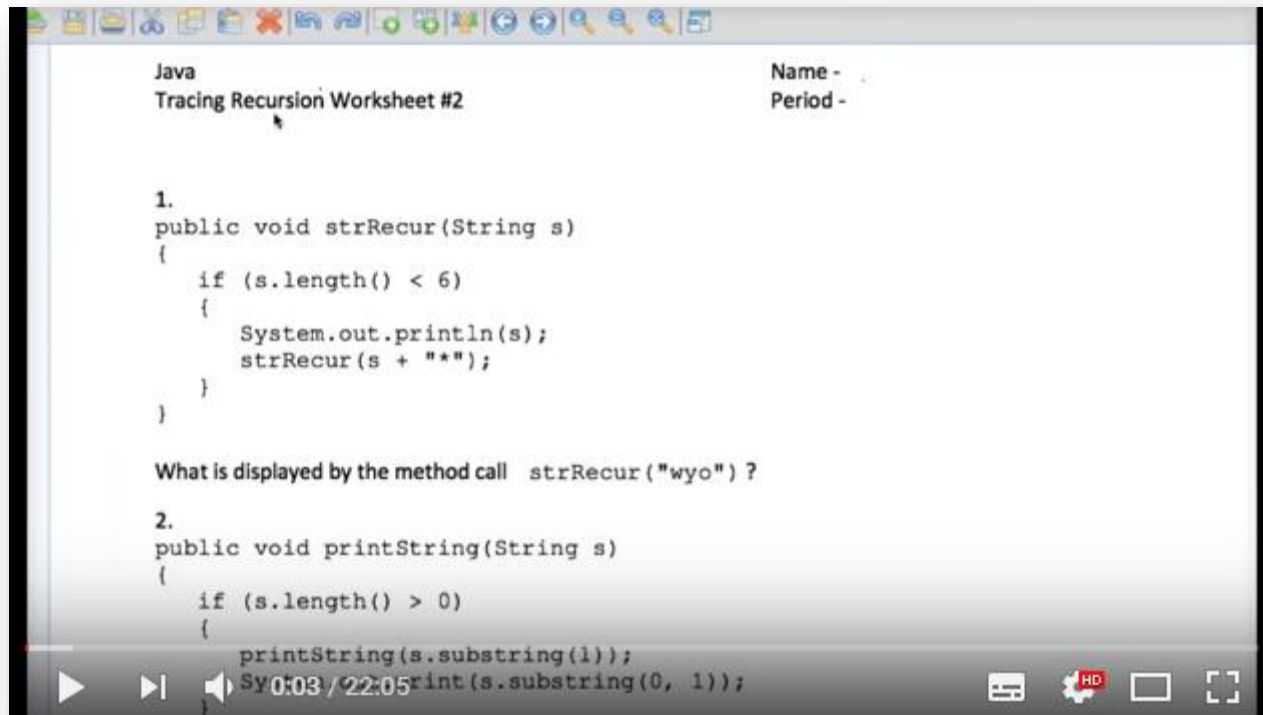 Java
Name -
Tracing Recursion Worksheet #2
Period -
1.
public void strRecur(String s)
{
if (s.length() < 6)
{
System.out.println(s);
strRecur(s + "*");
}
}
What is displayed by the method call strRecur("wyo") ?
2.
public void printString(String s)
{
if (s.length() > 0)
{
printString(s.substring(1));
0:03 / 22:05 (s.substring(0, 1));
}
HD